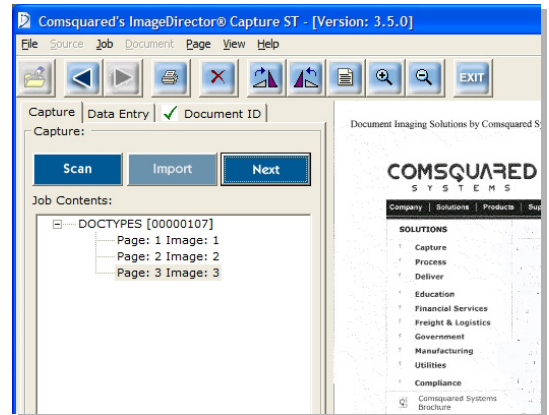 Comsquared's ImageDirector® Capture ST - [Version: 3.5.0]
File Source Job Document Page View Help
EXIT
Capture Data Entry Document ID
Capture:
Scan Import Next
Job Contents:
DOCTYPES [00000107]
Page: 1 Image: 1
Page: 2 Image: 2
Page: 3 Image: 3
Document Imaging Solutions by Comsquared S
COMSQUARED
SYSTEMS
Company | Solutions | Products | Sup
SOLUTIONS
Capture
Process
Deliver
Education
Financial Services
Freight & Logistics
Government
Manufacturing
Utilities
Compliance
Comsquared Systems
Brochure